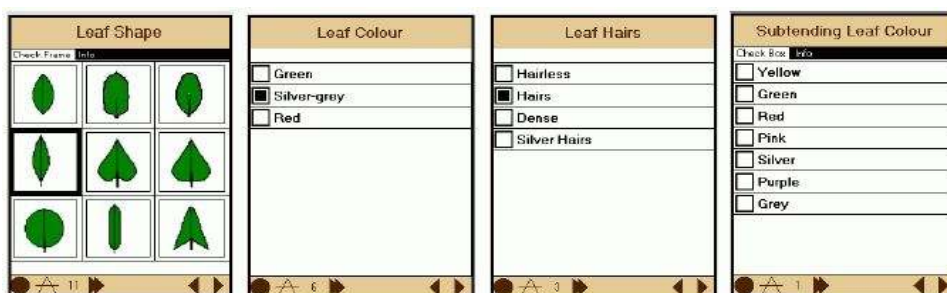 Leaf Shape
Check Frame Info
11
Leaf Colour
Green
Silver-grey
Red
6
Leaf Hairs
Hairless
Hairs
Dense
Silver Hairs
3
Subtending Leaf Colour
Check Box Info
Yellow
Green
Red
Pink
Silver
Purple
Grey
1